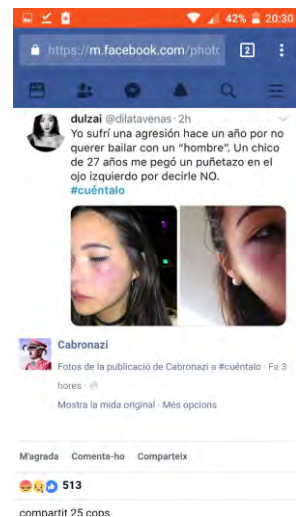 42% 20:30
https://m.facebook.com/photo 2
dulzai @dilatavenas · 2h
Yo sufrí una agresión hace un año por no
querer bailar con un "hombre". Un chico
de 27 años me pegó un puñetazo en el
ojo izquierdo por decirle NO.
#cuéntalo
Cabronazi
Fotos de la publicació de Cabronazi a #cuéntalo · Fa 3
hores ·
Mostra la mida original · Més opcions
M'agrada Comenta-ho Comparteix
513
compartit 25 cops